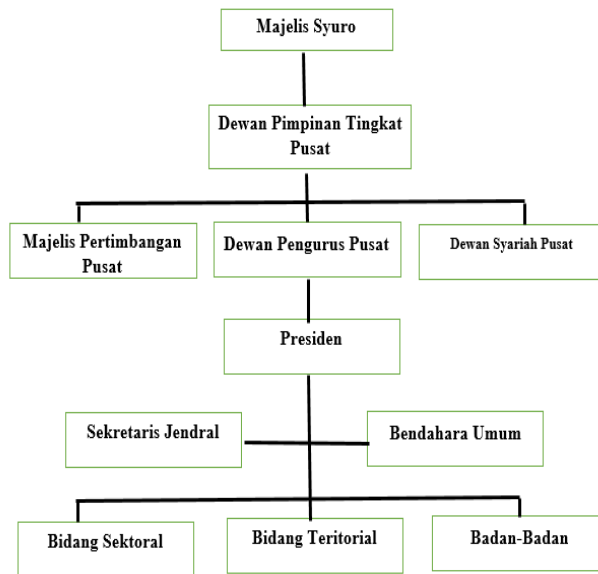 Majelis Syuro
Dewan Pimpinan Tingkat
Pusat
Majelis Pertimbangan
Pusat
Dewan Pengurus Pusat
Dewan Syariah Pusat
Presiden
Sekretaris Jendral
Bendahara Umum
Bidang Sektoral
Bidang Teritorial
Badan-Badan